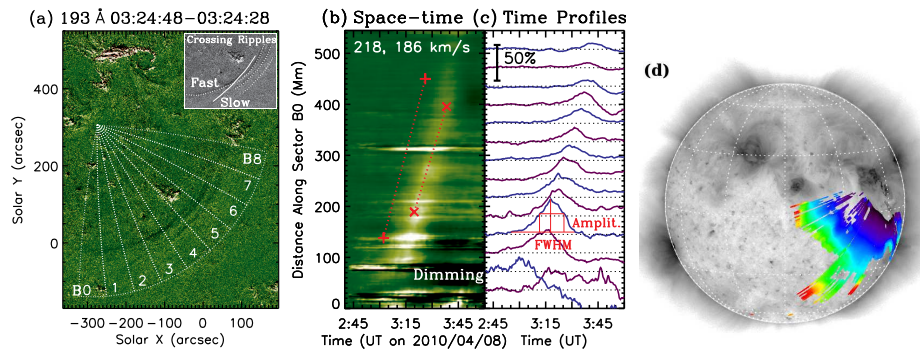 (a) 193 Å 03:24:48-03:24:28
Crossing Ripples
Fast
Slow
B8
7
6
5
4
3
2
1
B0
400
300
200
100
0
Solar Y (arcsec)
-300 -200 -100 0 100
Solar X (arcsec)
(b) Space-time
218, 186 km/s
Dimming
500
400
300
200
100
0
Distance Along Sector B0 (Mm)
2:45 3:15 3:45
Time (UT on 2010/04/08)
(c) Time Profiles
50%
Amplit.
FWHM
2:45 3:15 3:45
Time (UT)
(d)